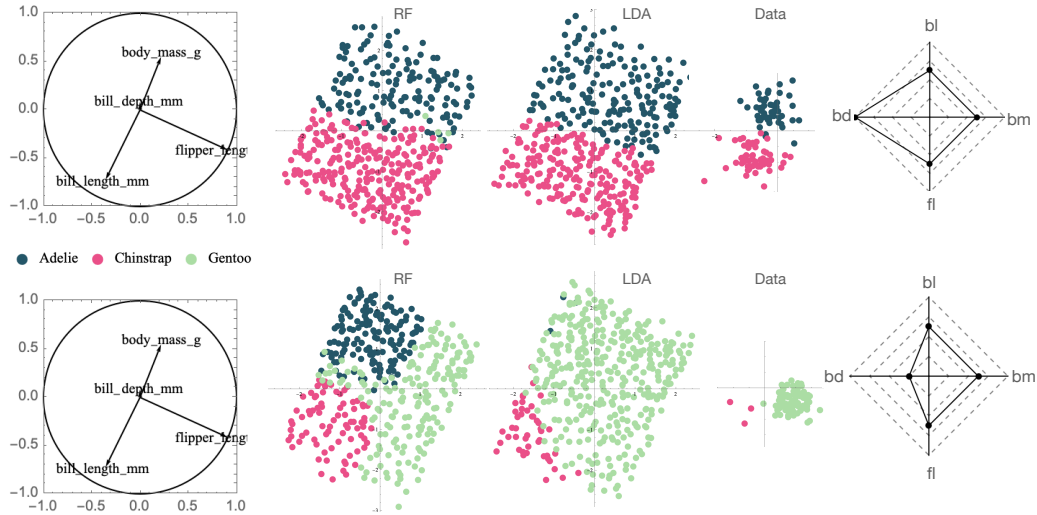 1.0
0.5
0.0
−0.5
−1.0
−1.0 −0.5 0.0 0.5 1.0
body_mass_g
bill_depth_mm
flipper_leng
bill_length_mm
RF LDA Data
bl
bd bm
fl
Adelie Chinstrap Gentoo
1.0
0.5
0.0
−0.5
−1.0
−1.0 −0.5 0.0 0.5 1.0
body_mass_g
bill_depth_mm
flipper_leng
bill_length_mm
RF LDA Data
bl
bd bm
fl